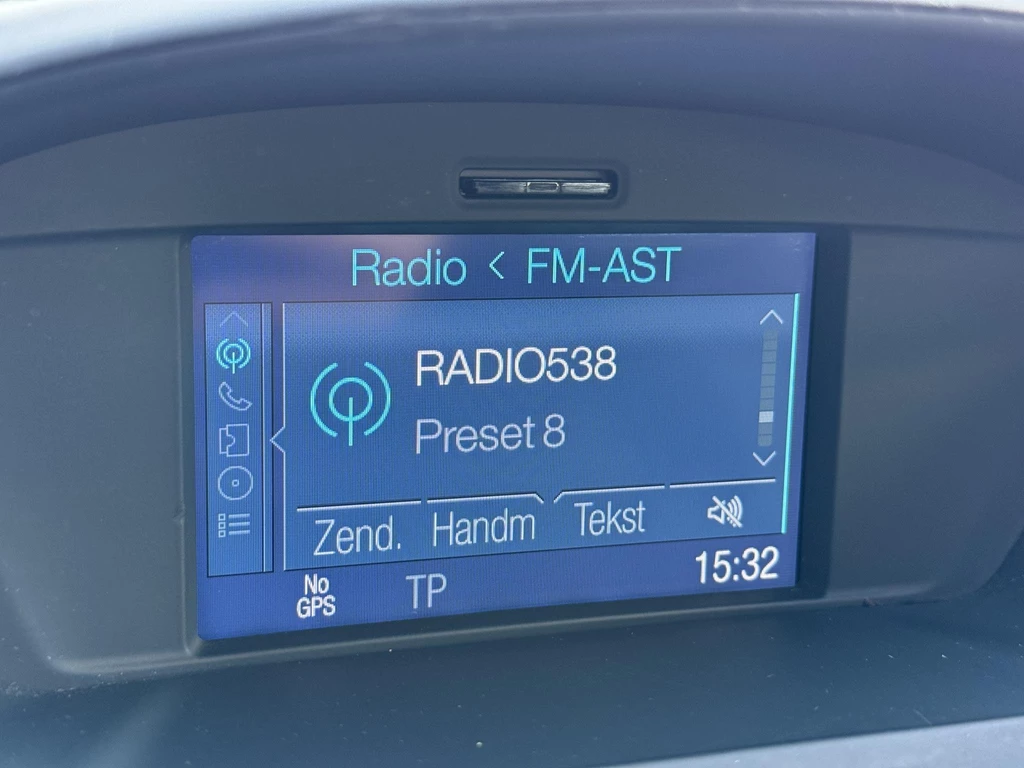 Radio < FM-AST
RADIO538
Preset 8
Zend. Handm Tekst
No GPS TP 15:32